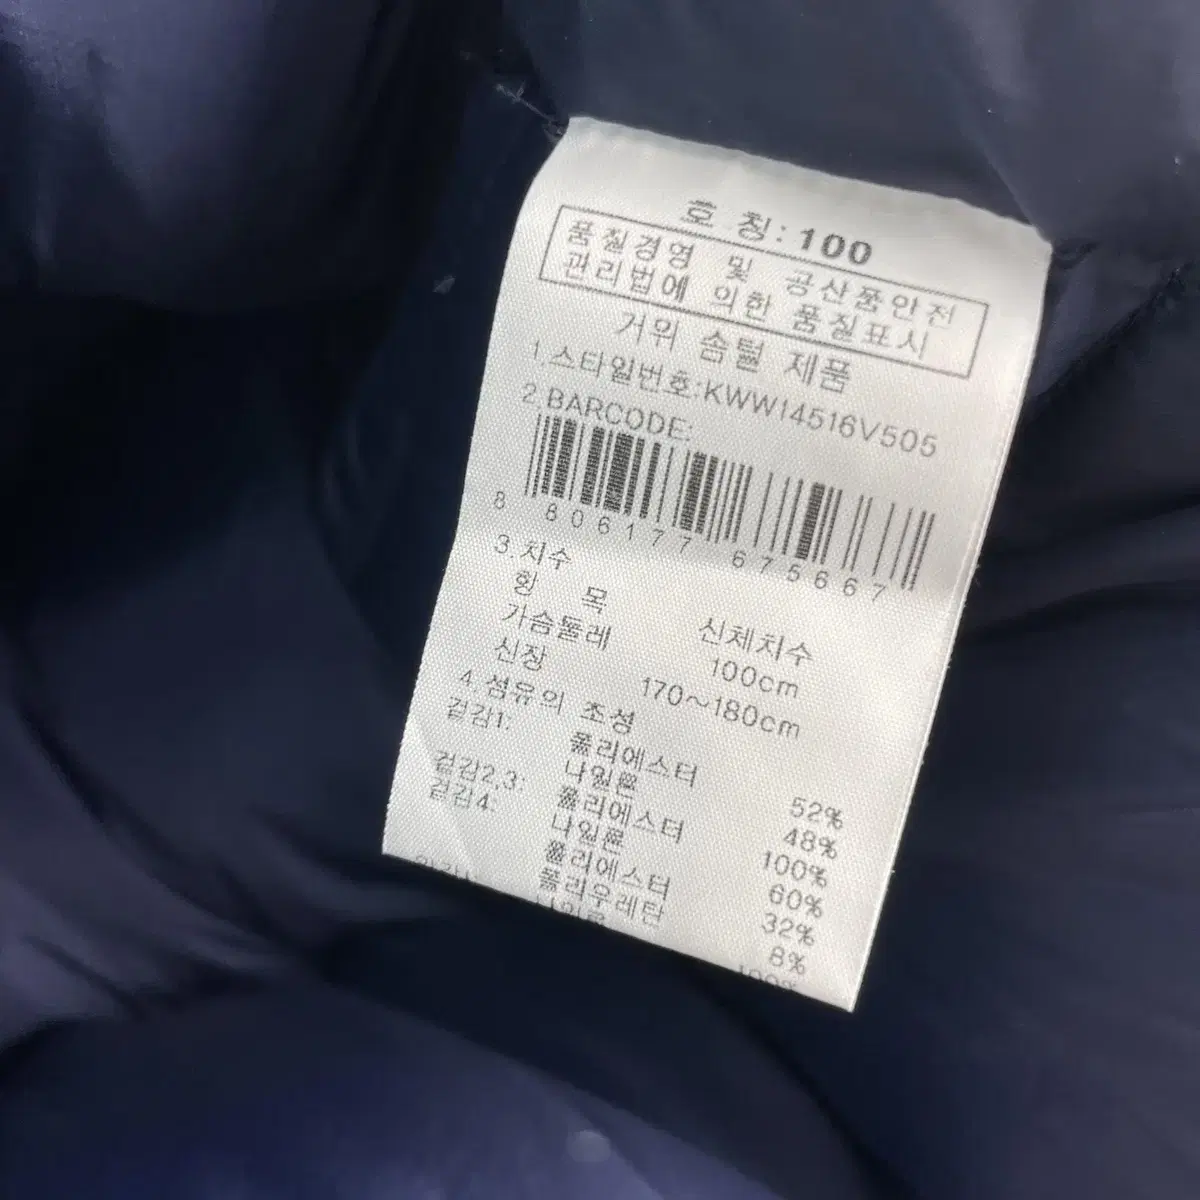 호 칭: 100
품질경영 및 공산품안전
관리법에 의한 품질표시
거위 솜털 제품
1.스타일번호:KWW14516V505
2.BARCODE:
8 806177 675667
3.치수
항 목 신체치수
가슴둘레 100cm
신장 170~180cm
4.섬유의 조성
겉감1: 폴리에스터 52%
나일론 48%
겉감2,3: 폴리에스터 100%
겉감4: 나일론 60%
폴리에스터 32%
폴리우레탄 8%
100%